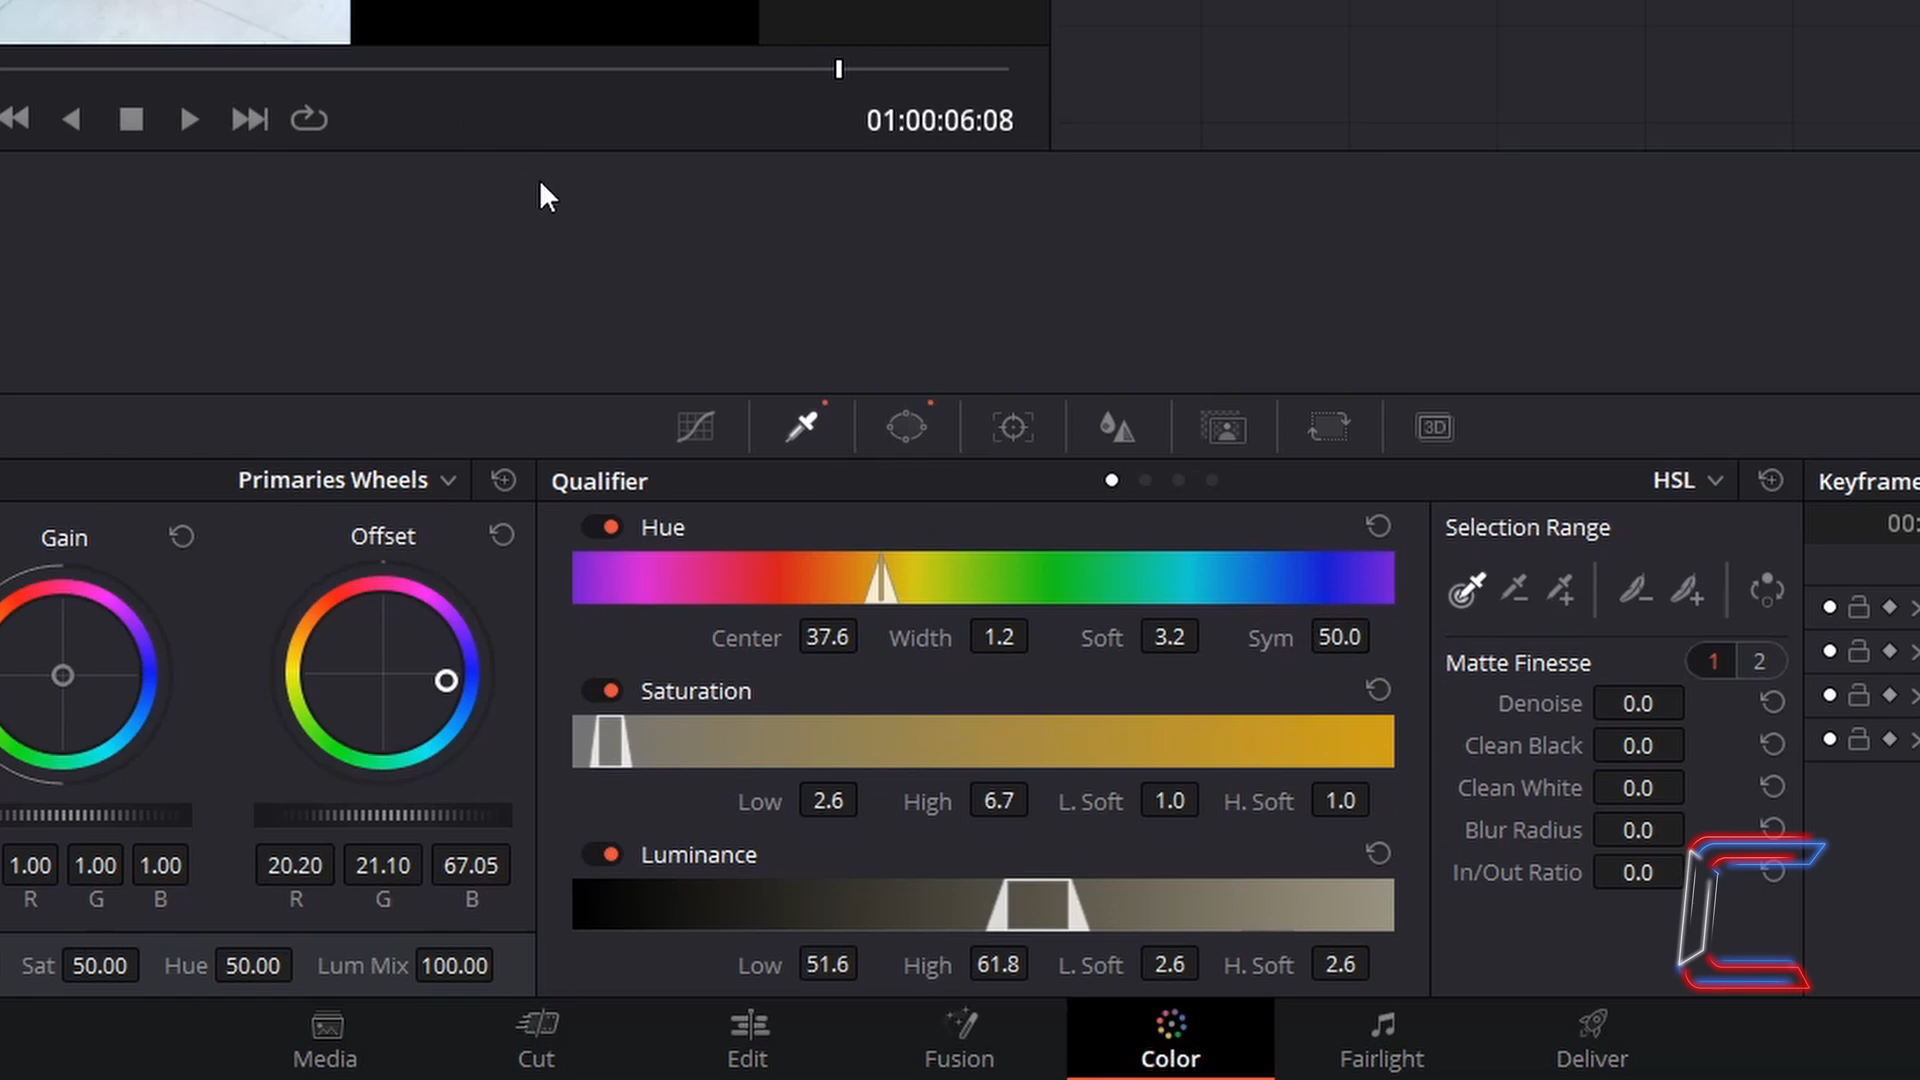 01:00:06:08
3D
Primaries Wheels
Qualifier
HSL
Keyframe
Gain
Offset
Hue
Selection Range
00:
Center 37.6 Width 1.2 Soft 3.2 Sym 50.0
Matte Finesse 1 2
Saturation
Denoise 0.0
Clean Black 0.0
Clean White 0.0
Low 2.6 High 6.7 L. Soft 1.0 H. Soft 1.0
Blur Radius 0.0
Luminance
In/Out Ratio 0.0
1.00 1.00 1.00 20.20 21.10 67.05
R G B R G B
Sat 50.00 Hue 50.00 Lum Mix 100.00
Low 51.6 High 61.8 L. Soft 2.6 H. Soft 2.6
Media Cut Edit Fusion Color Fairlight Deliver